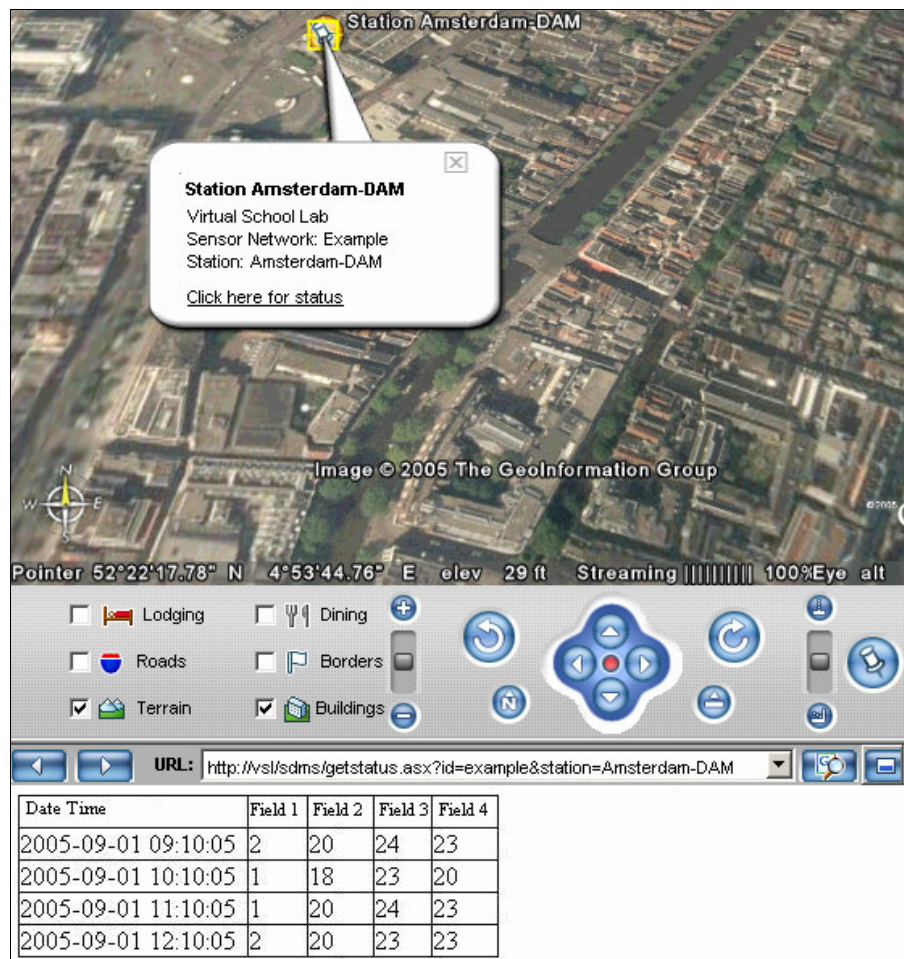 Station Amsterdam-DAM
Station Amsterdam-DAM
Virtual School Lab
Sensor Network: Example
Station: Amsterdam-DAM
Click here for status
Image © 2005 The GeoInformation Group
N
W E
S
©2005
Pointer 52°22'17.78" N 4°53'44.76" E elev 29 ft Streaming |||||||||| 100% Eye alt
Lodging Dining
Roads Borders
Terrain Buildings
N
URL: http://vsl/sdms/getstatus.asx?id=example&station=Amsterdam-DAM
Date Time Field 1 Field 2 Field 3 Field 4
2005-09-01 09:10:05 2 20 24 23
2005-09-01 10:10:05 1 18 23 20
2005-09-01 11:10:05 1 20 24 23
2005-09-01 12:10:05 2 20 23 23